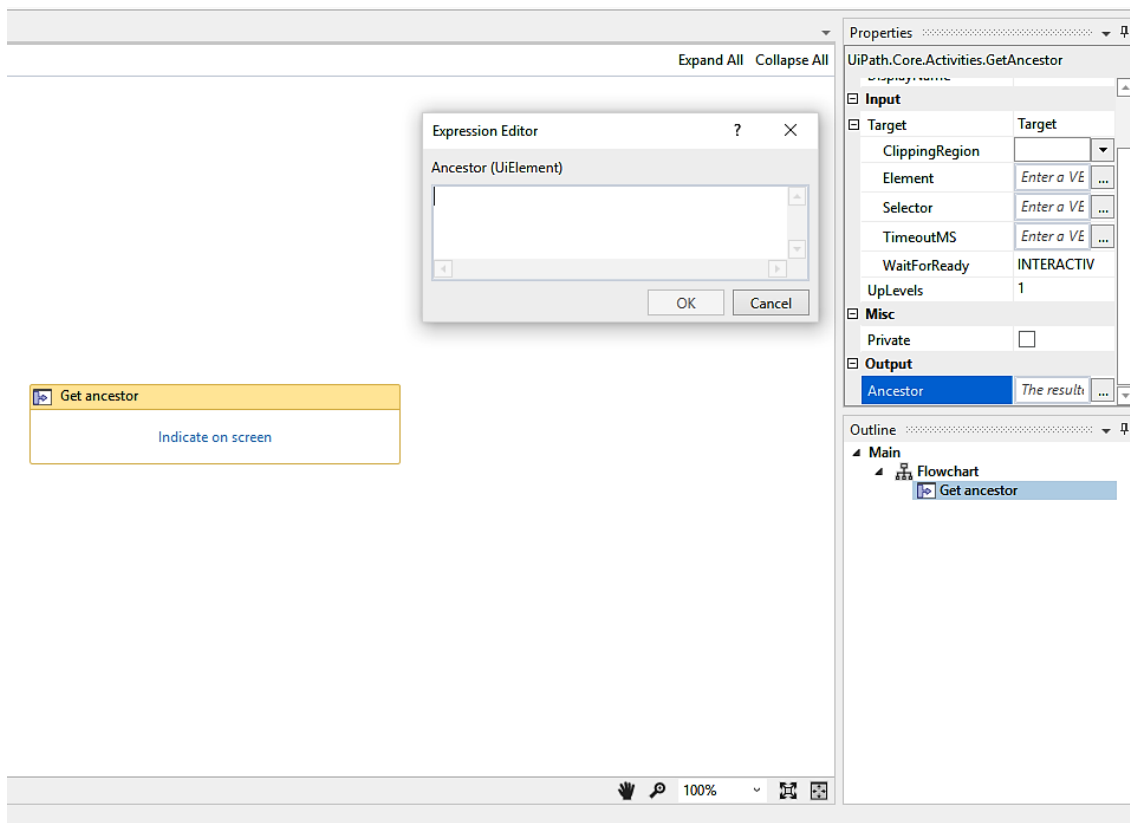 Expand All Collapse All
Expression Editor ? X
Ancestor (UiElement)
OK Cancel
Get ancestor
Indicate on screen
100%
Properties
UiPath.Core.Activities.GetAncestor
DisplayName
Input
Target Target
ClippingRegion
Element Enter a VE ...
Selector Enter a VE ...
TimeoutMS Enter a VE ...
WaitForReady INTERACTIV
UpLevels 1
Misc
Private
Output
Ancestor The result ...
Outline
Main
Flowchart
Get ancestor